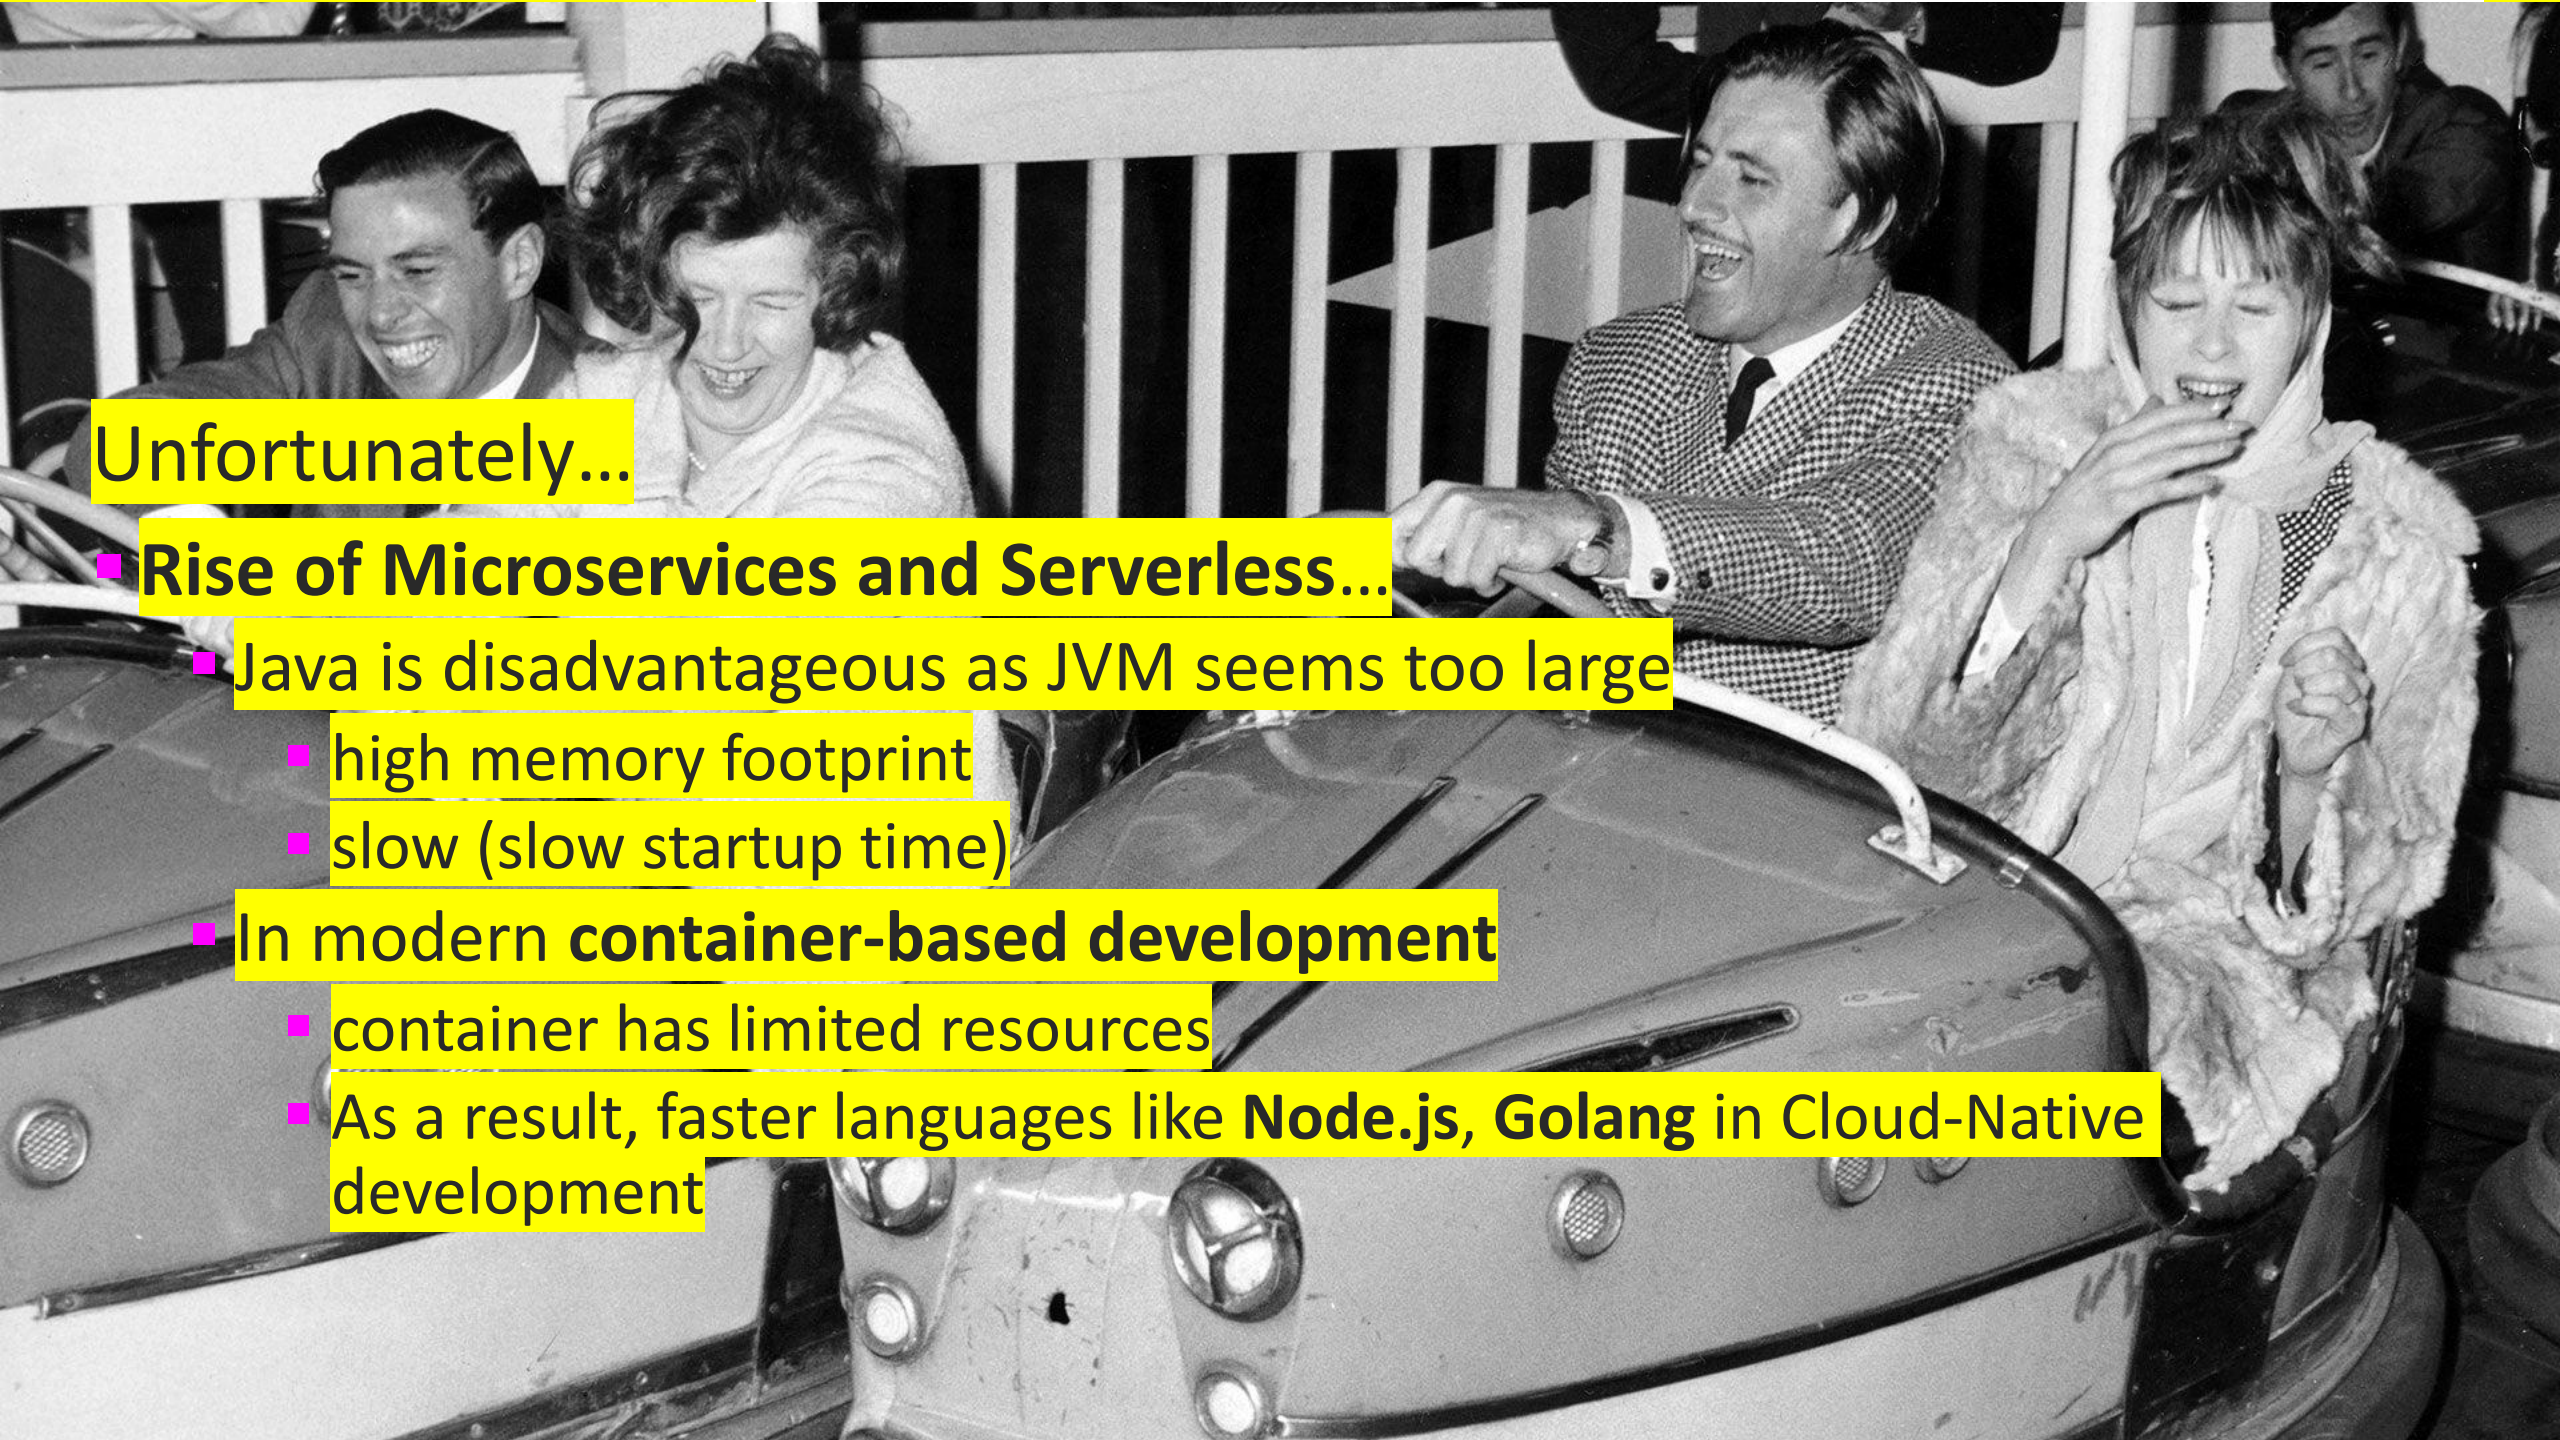 Unfortunately…
Rise of Microservices and Serverless…
Java is disadvantageous as JVM seems too large
high memory footprint
slow (slow startup time)
In modern container-based development
container has limited resources
As a result, faster languages like Node.js, Golang in Cloud-Native
development